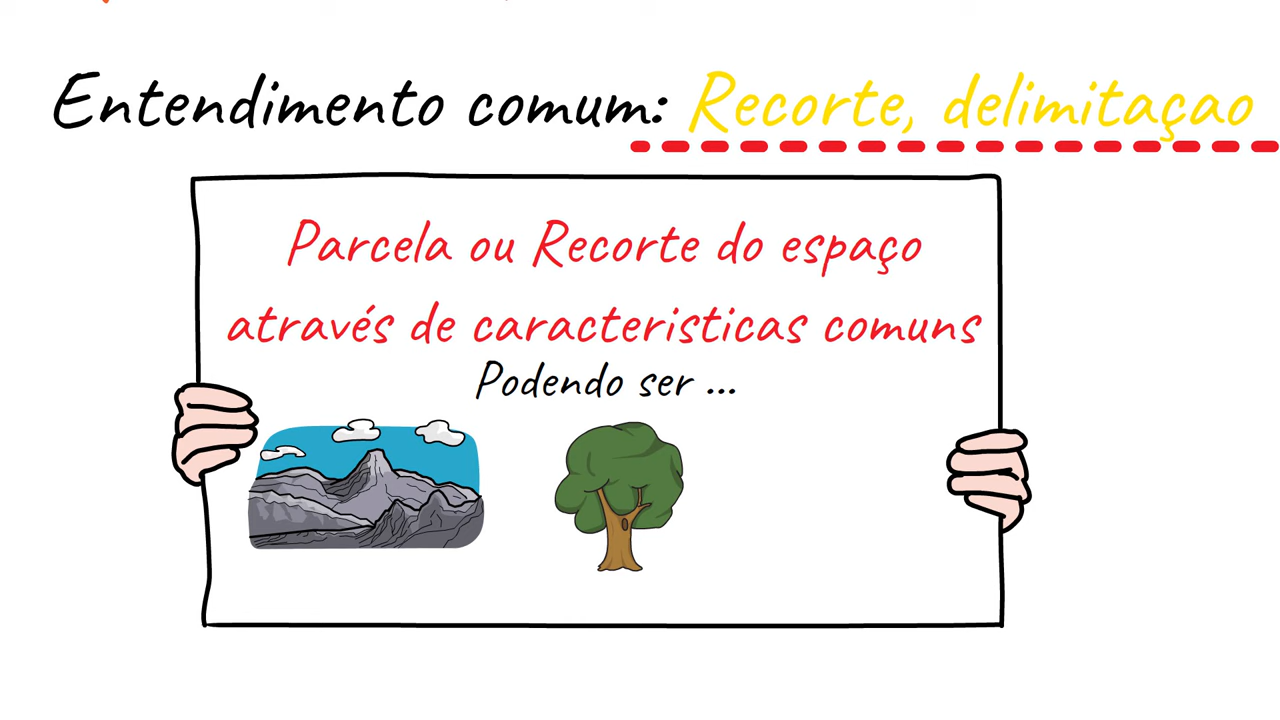 Entendimento comum: Recorte, delimitaçao
Parcela ou Recorte do espaço
através de caracteristicas comuns
Podendo ser ...